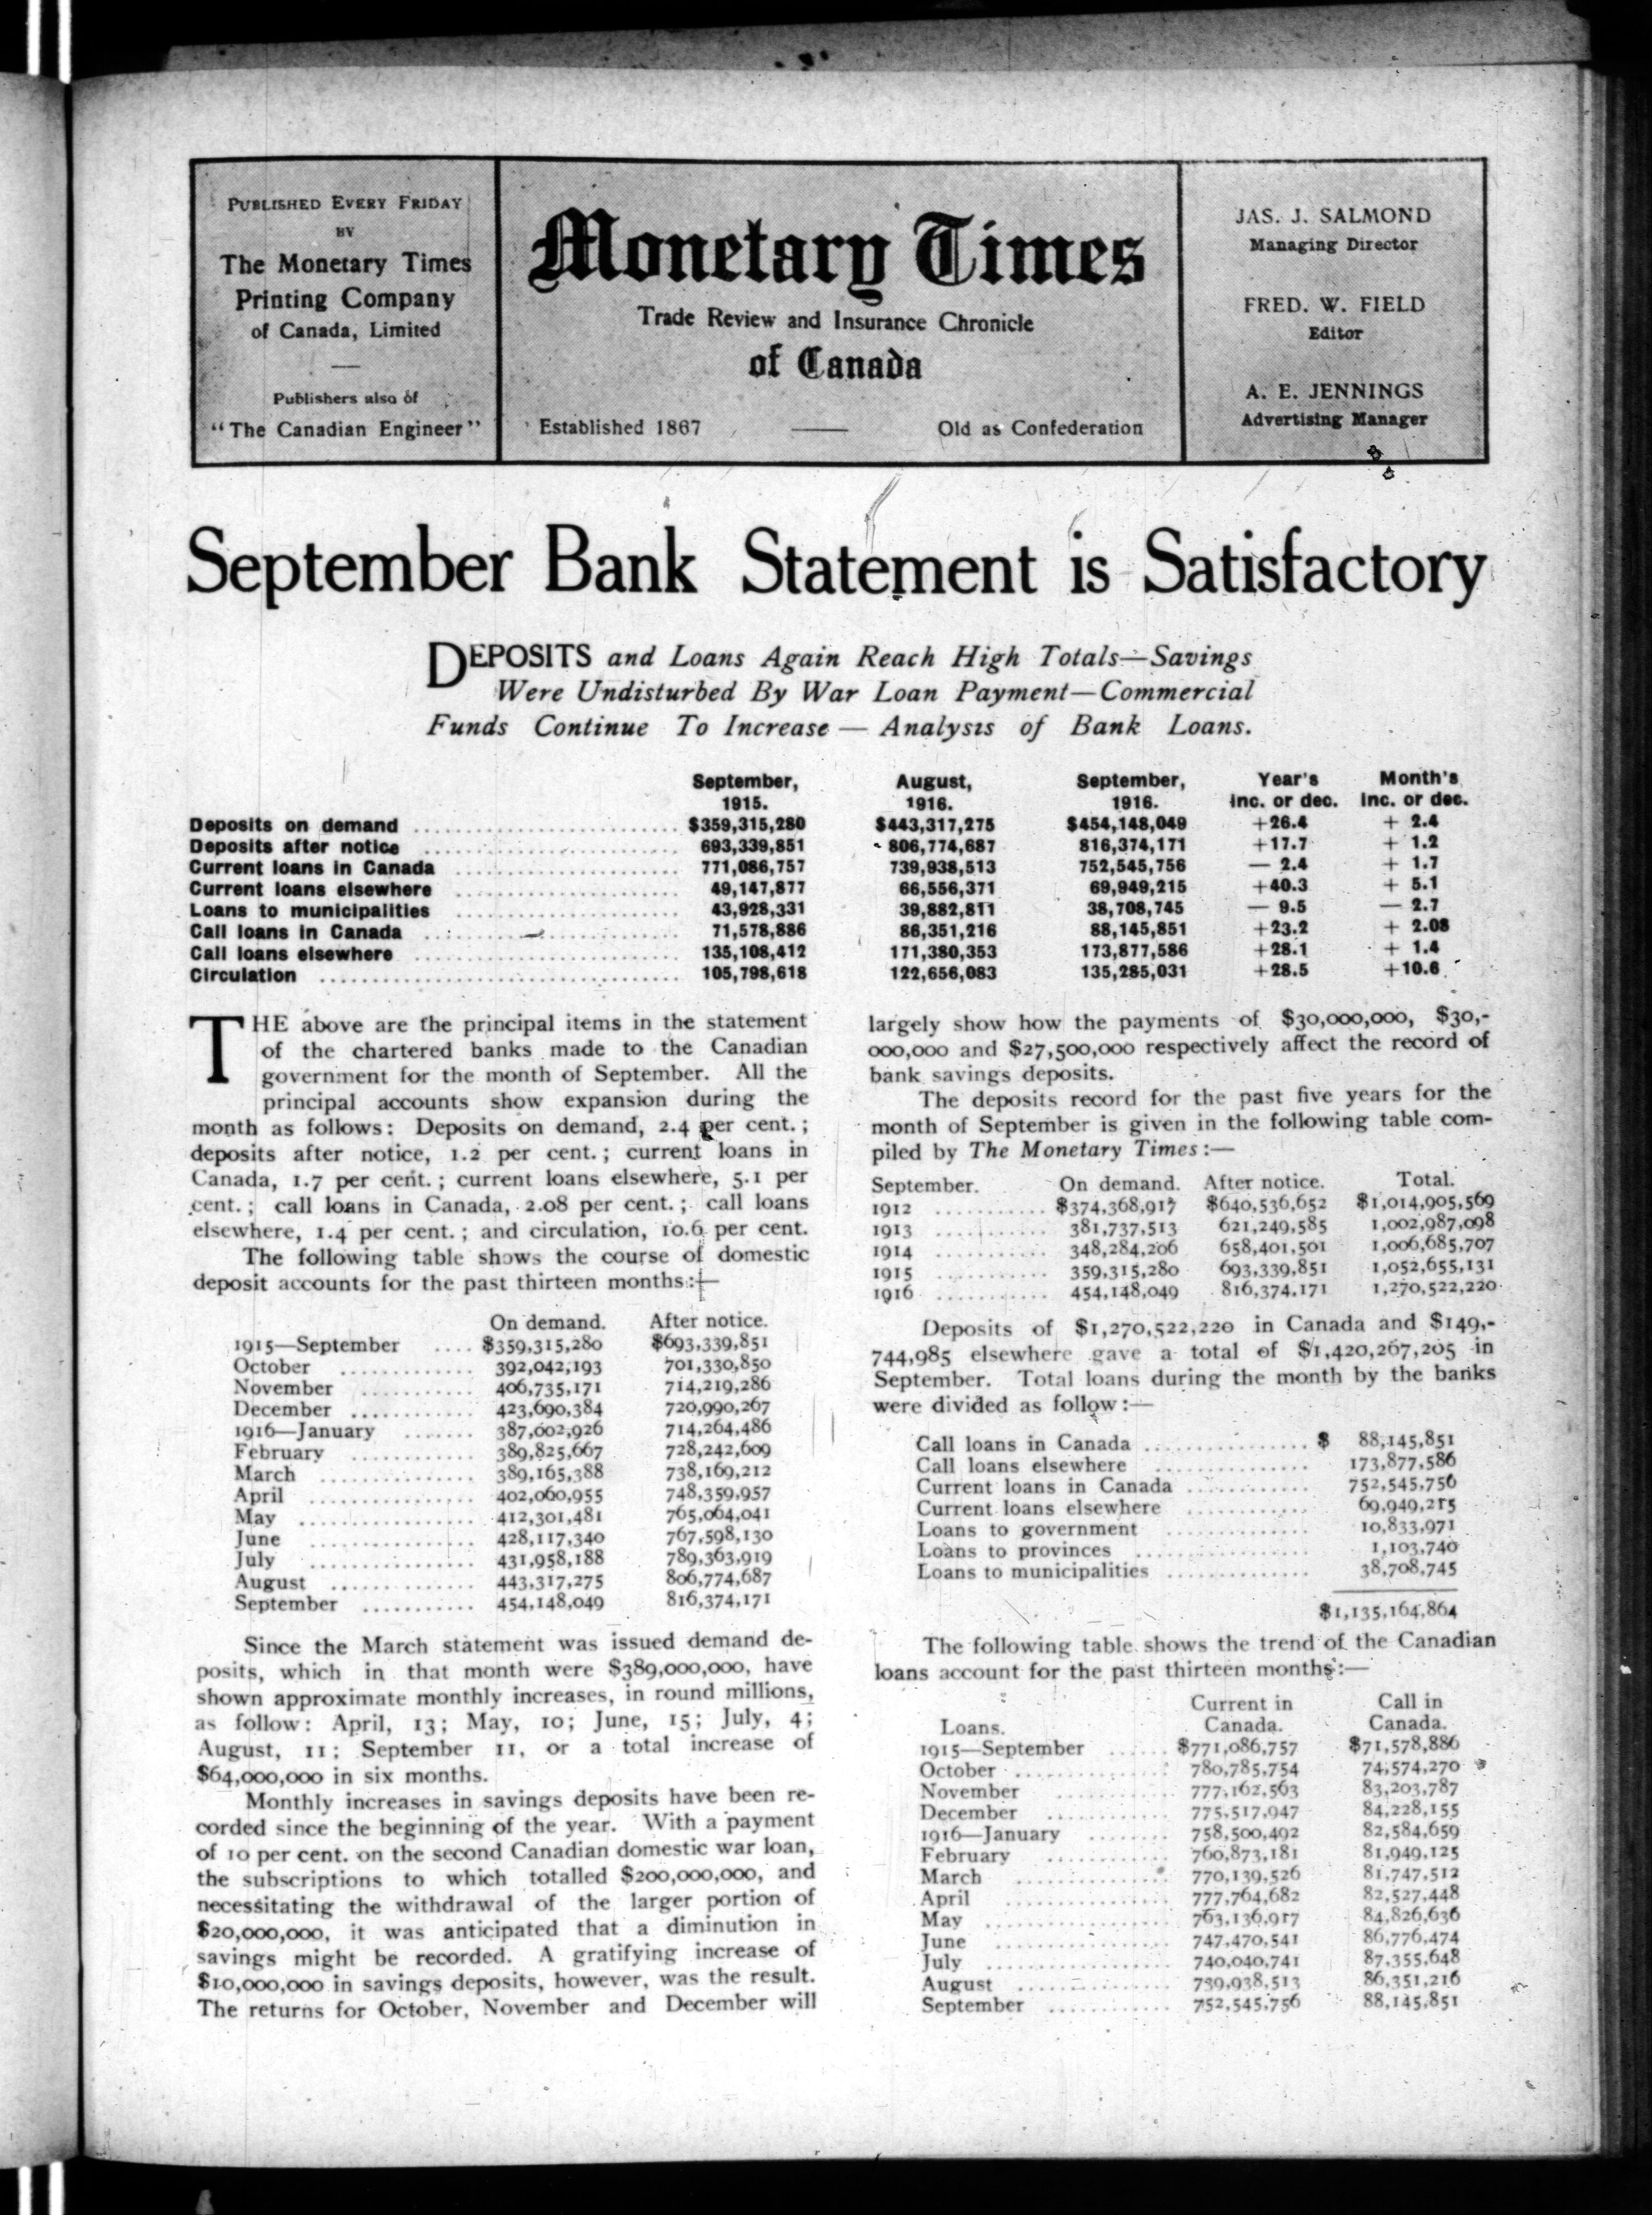 PUBLISHED EVERY FRIDAY
BY
The Monetary Times
Printing Company
of Canada, Limited
Publishers also of
"The Canadian Engineer"
Monetary Times
Trade Review and Insurance Chronicle
of Canada
Established 1867 —— Old as Confederation
JAS. J. SALMOND
Managing Director
FRED. W. FIELD
Editor
A. E. JENNINGS
Advertising Manager
September Bank Statement is Satisfactory
DEPOSITS and Loans Again Reach High Totals—Savings
Were Undisturbed By War Loan Payment—Commercial
Funds Continue To Increase — Analysis of Bank Loans.
September, August, September, Year's Month's
1915. 1916. 1916. inc. or dec. inc. or dec.
Deposits on demand .......... $359,315,280 $443,317,275 $454,148,049 +26.4 + 2.4
Deposits after notice .......... 693,339,851 806,774,687 816,374,171 +17.7 + 1.2
Current loans in Canada .......... 771,086,757 739,938,513 752,545,756 — 2.4 + 1.7
Current loans elsewhere .......... 49,147,877 66,556,371 69,949,215 +40.3 + 5.1
Loans to municipalities .......... 43,928,331 39,882,811 38,708,745 — 9.5 — 2.7
Call loans in Canada .......... 71,578,886 86,351,216 88,145,851 +23.2 + 2.08
Call loans elsewhere .......... 135,108,412 171,380,353 173,877,586 +28.1 + 1.4
Circulation .......... 105,798,618 122,656,083 135,285,031 +28.5 +10.6
THE above are the principal items in the statement
of the chartered banks made to the Canadian
government for the month of September. All the
principal accounts show expansion during the
month as follows: Deposits on demand, 2.4 per cent.;
deposits after notice, 1.2 per cent.; current loans in
Canada, 1.7 per cent.; current loans elsewhere, 5.1 per
cent.; call loans in Canada, 2.08 per cent.; call loans
elsewhere, 1.4 per cent.; and circulation, 10.6 per cent.
The following table shows the course of domestic
deposit accounts for the past thirteen months:—
On demand. After notice.
1915—September .... $359,315,280 $693,339,851
October .......... 392,042,193 701,330,850
November .......... 406,735,171 714,219,286
December .......... 423,690,384 720,990,267
1916—January ....... 387,002,926 714,264,486
February .......... 389,825,667 728,242,609
March .......... 389,165,388 738,169,212
April .......... 402,060,955 748,359,957
May .......... 412,301,481 765,064,041
June .......... 428,117,340 767,598,130
July .......... 431,958,188 789,363,919
August .......... 443,317,275 806,774,687
September .......... 454,148,049 816,374,171
Since the March statement was issued demand de-
posits, which in that month were $389,000,000, have
shown approximate monthly increases, in round millions,
as follow: April, 13; May, 10; June, 15; July, 4;
August, 11; September 11, or a total increase of
$64,000,000 in six months.
Monthly increases in savings deposits have been re-
corded since the beginning of the year. With a payment
of 10 per cent. on the second Canadian domestic war loan,
the subscriptions to which totalled $200,000,000, and
necessitating the withdrawal of the larger portion of
$20,000,000, it was anticipated that a diminution in
savings might be recorded. A gratifying increase of
$10,000,000 in savings deposits, however, was the result.
The returns for October, November and December will
largely show how the payments of $30,000,000, $30,-
000,000 and $27,500,000 respectively affect the record of
bank savings deposits.
The deposits record for the past five years for the
month of September is given in the following table com-
piled by The Monetary Times:—
September. On demand. After notice. Total.
1912 .......... $374,368,917 $640,536,652 $1,014,905,569
1913 .......... 381,737,513 621,249,585 1,002,987,098
1914 .......... 348,284,206 658,401,501 1,006,685,707
1915 .......... 359,315,280 693,339,851 1,052,655,131
1916 .......... 454,148,049 816,374,171 1,270,522,220
Deposits of $1,270,522,220 in Canada and $149,-
744,985 elsewhere gave a total of $1,420,267,205 in
September. Total loans during the month by the banks
were divided as follow:—
Call loans in Canada .......... $ 88,145,851
Call loans elsewhere .......... 173,877,586
Current loans in Canada .......... 752,545,756
Current loans elsewhere .......... 69,949,215
Loans to government .......... 10,833,971
Loans to provinces .......... 1,103,740
Loans to municipalities .......... 38,708,745
$1,135,164,864
The following table shows the trend of the Canadian
loans account for the past thirteen months:—
Current in Call in
Loans. Canada. Canada.
1915—September ...... $771,086,757 $71,578,886
October .......... 780,785,754 74,574,270
November .......... 777,162,563 83,203,787
December .......... 775,517,947 84,228,155
1916—January ........ 758,500,492 82,584,659
February .......... 760,873,181 81,949,125
March .......... 770,139,526 81,747,512
April .......... 777,764,682 82,527,448
May .......... 763,136,917 84,826,636
June .......... 747,470,541 86,776,474
July .......... 740,040,741 87,355,648
August .......... 739,938,513 86,351,216
September .......... 752,545,756 88,145,851